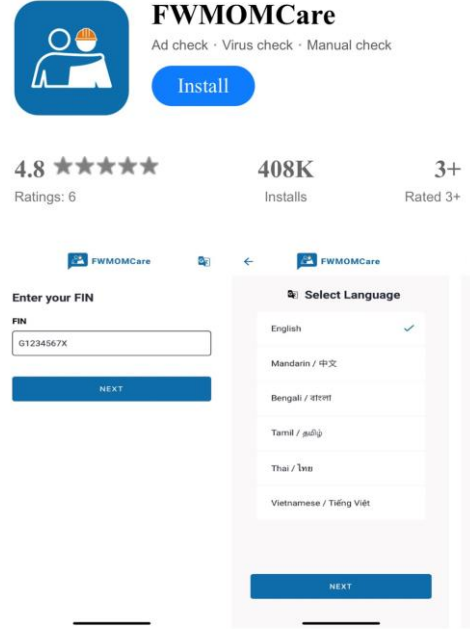 FWMOMCare
Ad check · Virus check · Manual check
Install
4.8 ★★★★★
408K
3+
Ratings: 6
Installs
Rated 3+
FWMOMCare
Enter your FIN
FIN
G1234567X
NEXT
FWMOMCare
Select Language
English
Mandarin / 中文
Bengali / বাংলা
Tamil / தமிழ்
Thai / ไทย
Vietnamese / Tiếng Việt
NEXT